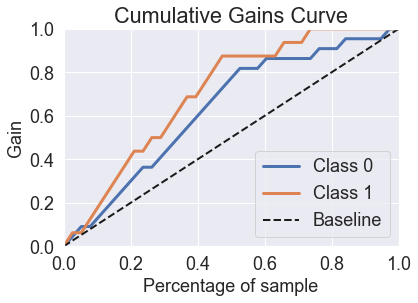 Cumulative Gains Curve
1.0
0.8
0.6
0.4
0.2
0.0
Gain
Class 0
Class 1
Baseline
0.0 0.2 0.4 0.6 0.8 1.0
Percentage of sample